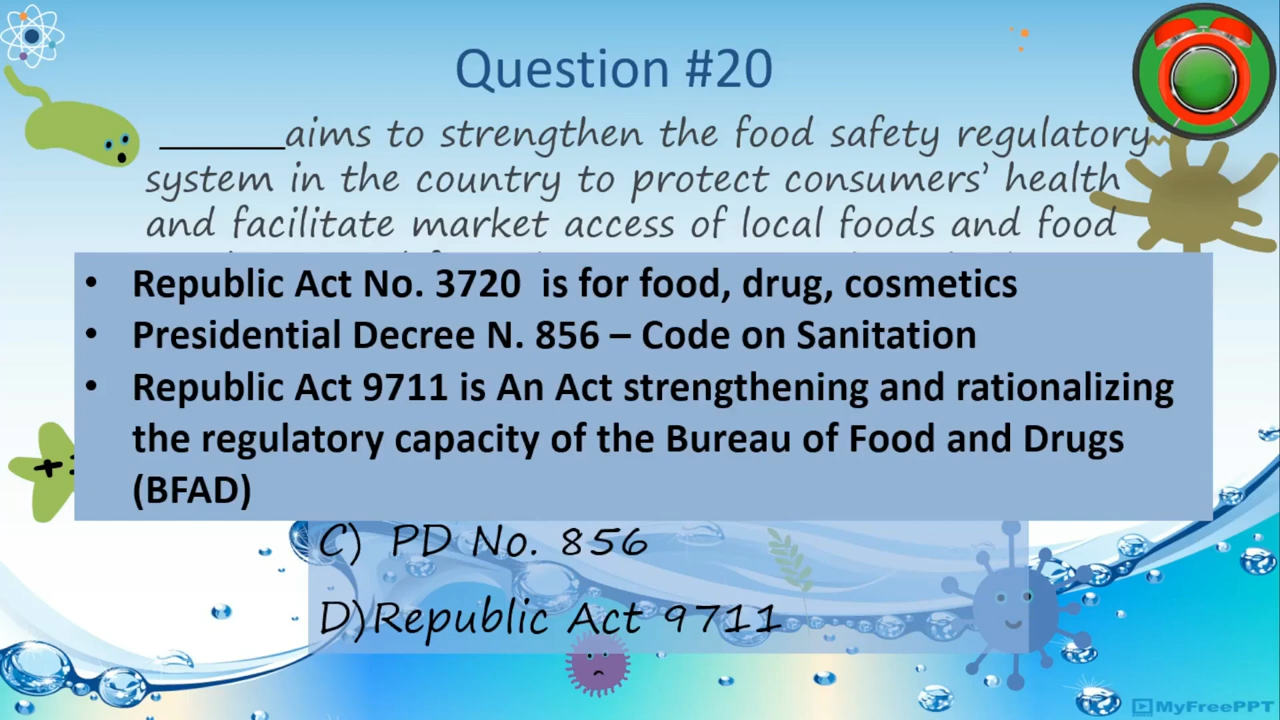 Question #20
______aims to strengthen the food safety regulatory
system in the country to protect consumers' health
and facilitate market access of local foods and food
• Republic Act No. 3720 is for food, drug, cosmetics
• Presidential Decree N. 856 – Code on Sanitation
• Republic Act 9711 is An Act strengthening and rationalizing
the regulatory capacity of the Bureau of Food and Drugs
(BFAD)
C) PD No. 856
D)Republic Act 9711
MyFreePPT